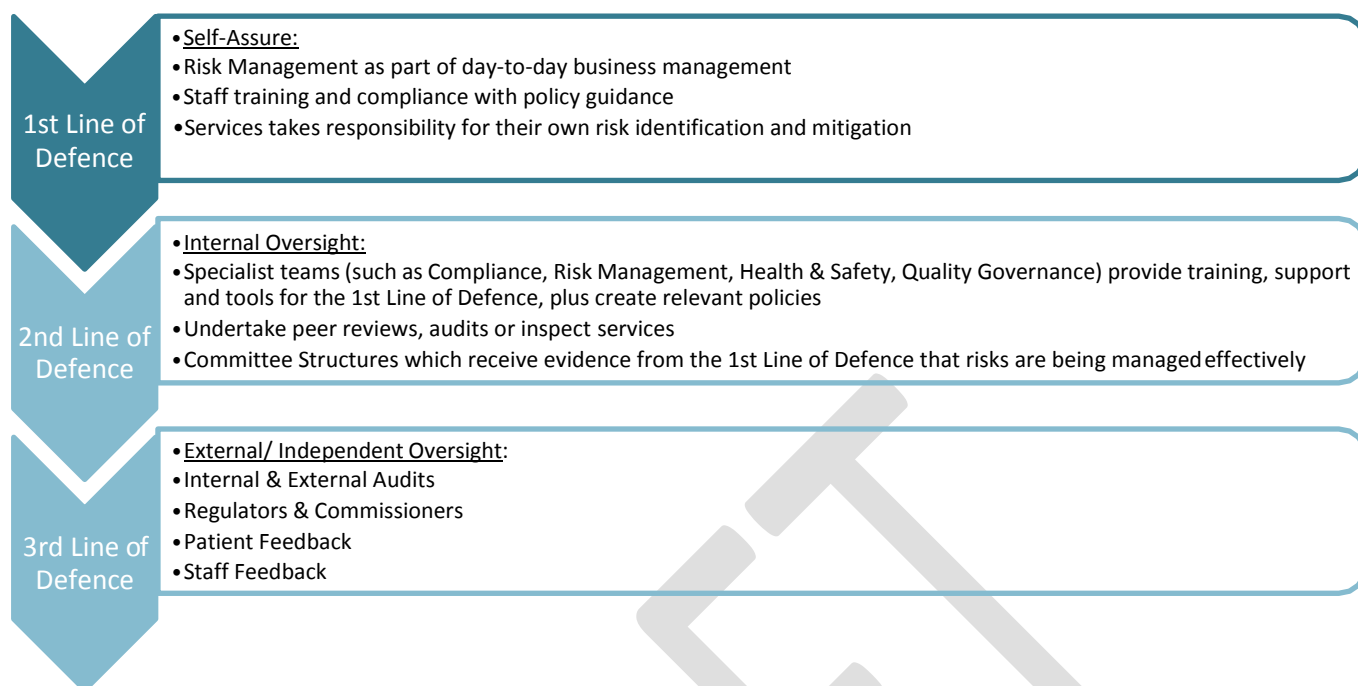 1st Line of
Defence
•Self-Assure:
•Risk Management as part of day-to-day business management
•Staff training and compliance with policy guidance
•Services takes responsibility for their own risk identification and mitigation
2nd Line of
Defence
•Internal Oversight:
•Specialist teams (such as Compliance, Risk Management, Health & Safety, Quality Governance) provide training, support
and tools for the 1st Line of Defence, plus create relevant policies
•Undertake peer reviews, audits or inspect services
•Committee Structures which receive evidence from the 1st Line of Defence that risks are being managed effectively
3rd Line of
Defence
•External/ Independent Oversight:
•Internal & External Audits
•Regulators & Commissioners
•Patient Feedback
•Staff Feedback